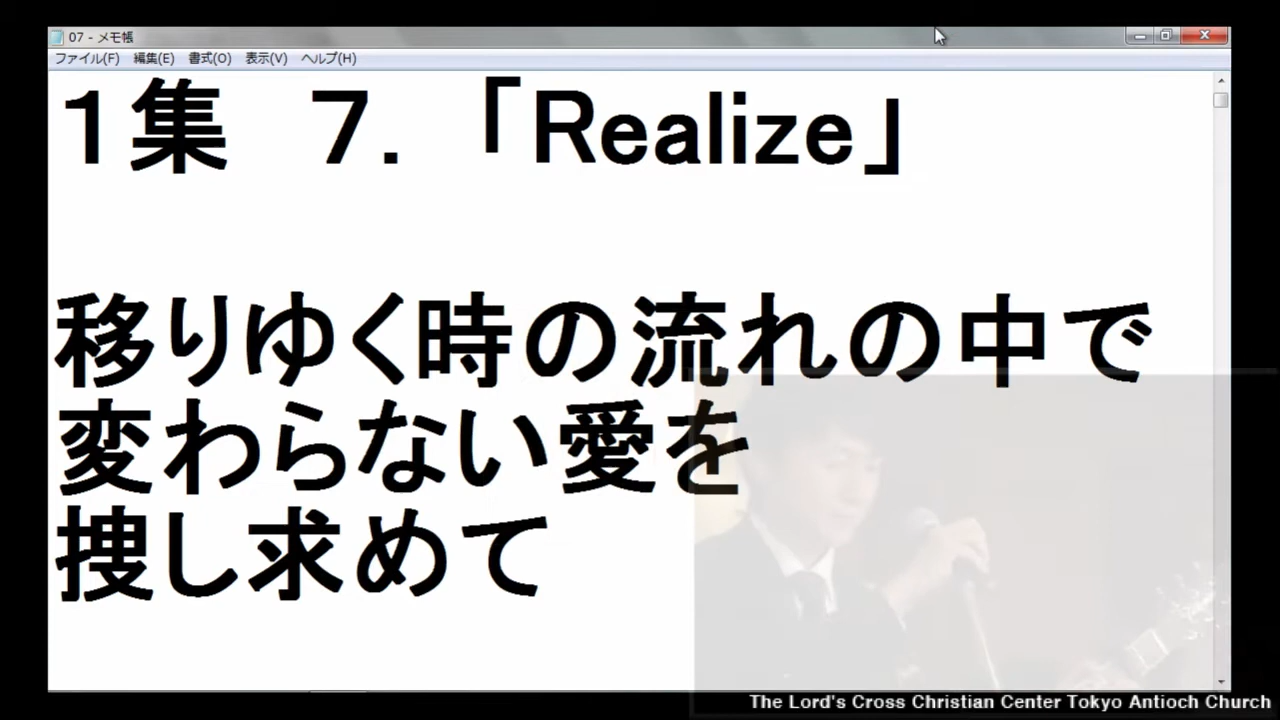 07 - メモ帳
ファイル(F) 編集(E) 書式(O) 表示(V) ヘルプ(H)
１集　７．「Realize」
移りゆく時の流れの中で
変わらない愛を
捜し求めて
The Lord's Cross Christian Center Tokyo Antioch Church